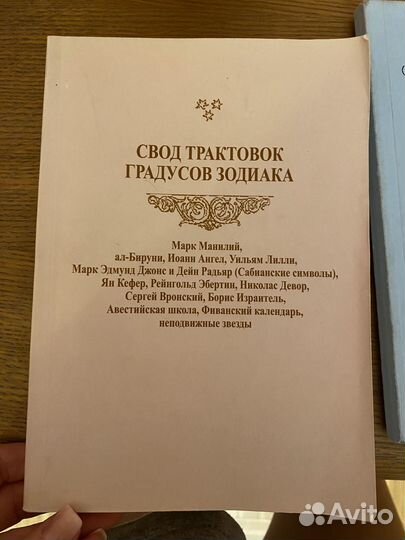 СВОД ТРАКТОВОК
ГРАДУСОВ ЗОДИАКА
Марк Манилий,
ал-Бируни, Иоанн Ангел, Уильям Лилли,
Марк Эдмунд Джонс и Дейн Радьяр (Сабианские символы),
Ян Кефер, Рейнгольд Эбертин, Николас Девор,
Сергей Вронский, Борис Израитель,
Авестийская школа, Фиванский календарь,
неподвижные звезды
Avito